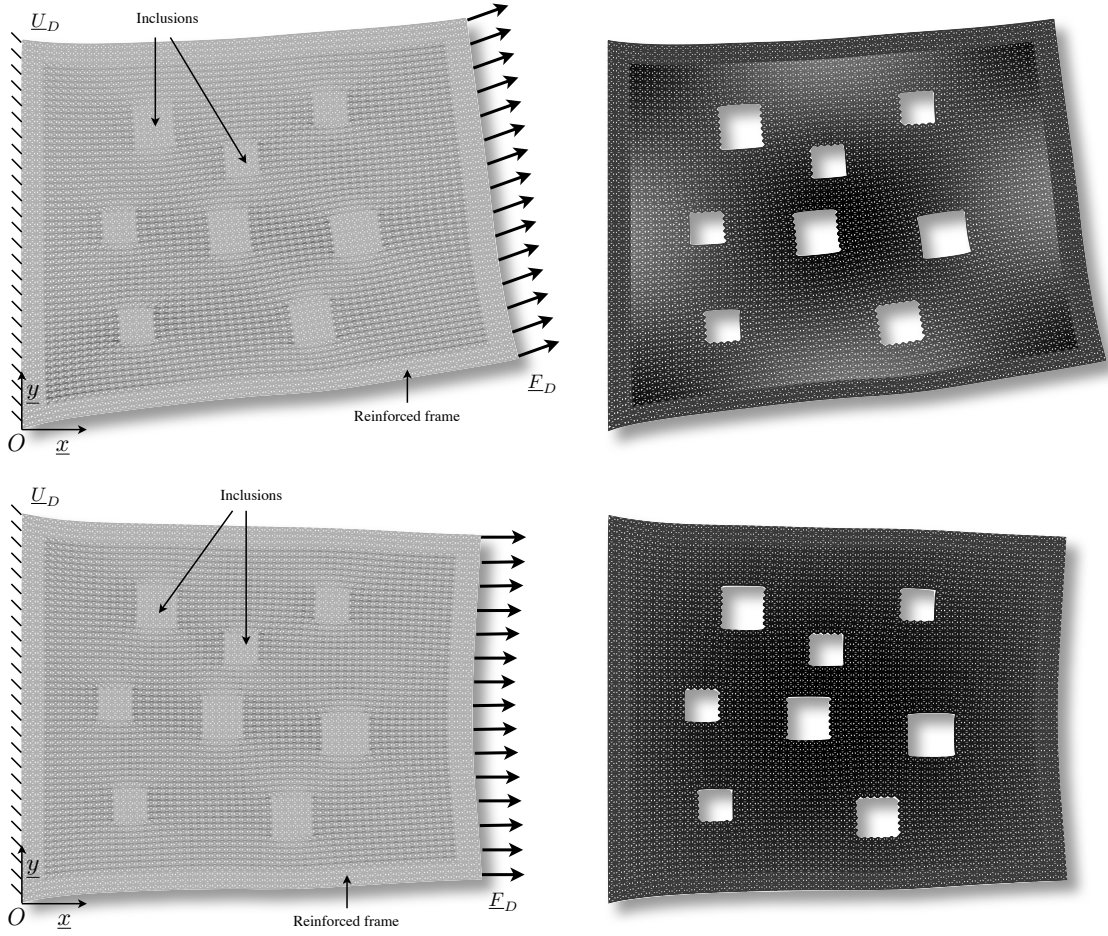 U_D
Inclusions
F_D
y
Reinforced frame
O
x
U_D
Inclusions
y
F_D
O
x
Reinforced frame